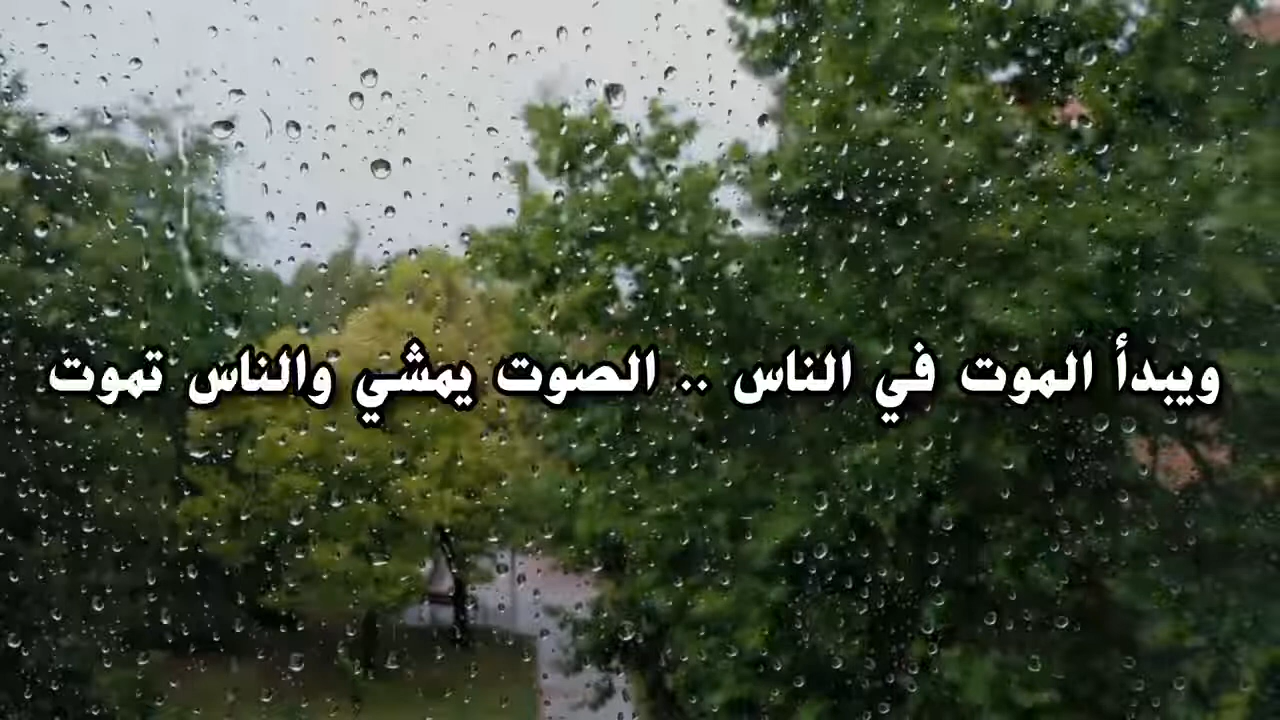 ويبدأ الموت في الناس .. الصوت يمشي والناس تموت